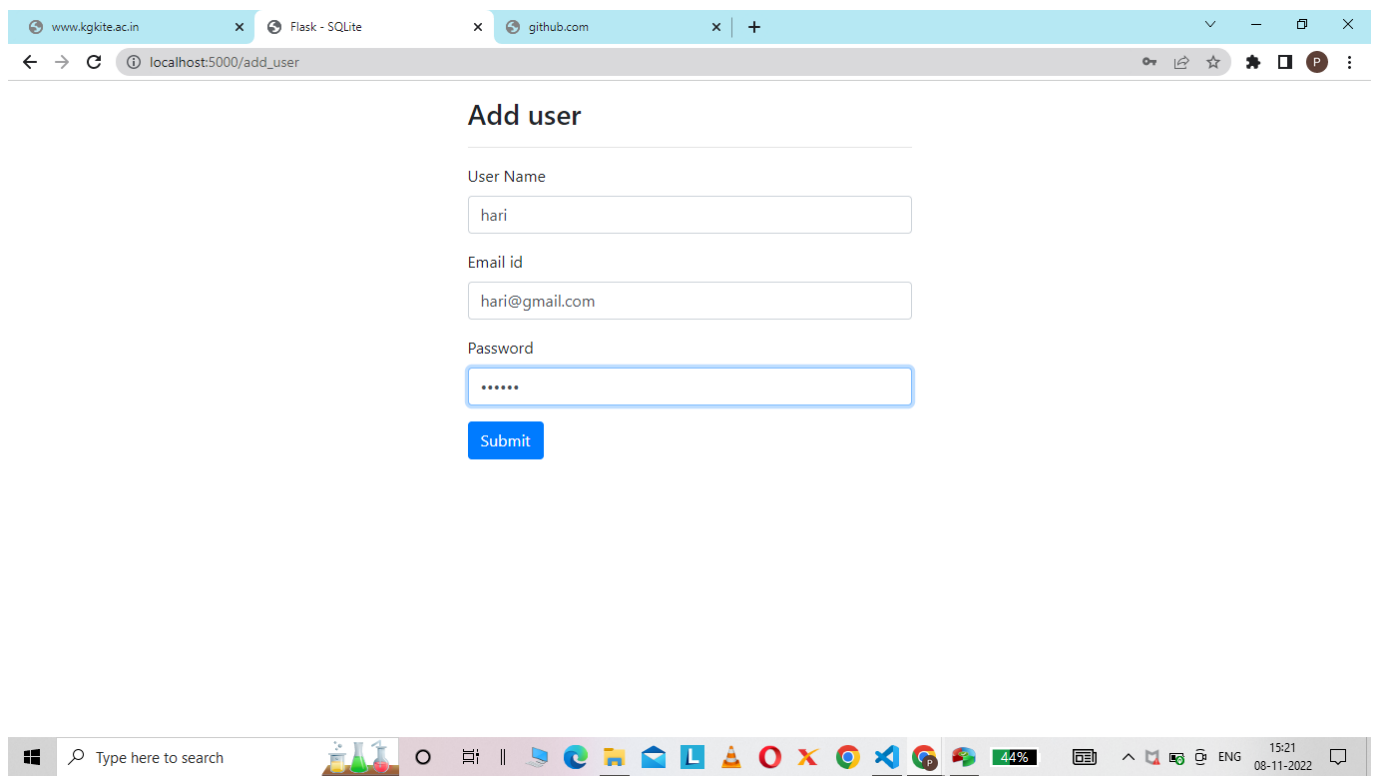 www.kgkite.ac.in
Flask - SQLite
github.com
localhost:5000/add_user
P
Add user
User Name
hari
Email id
hari@gmail.com
Password
••••••
Submit
Type here to search
L
P
44%
ENG
15:21
08-11-2022